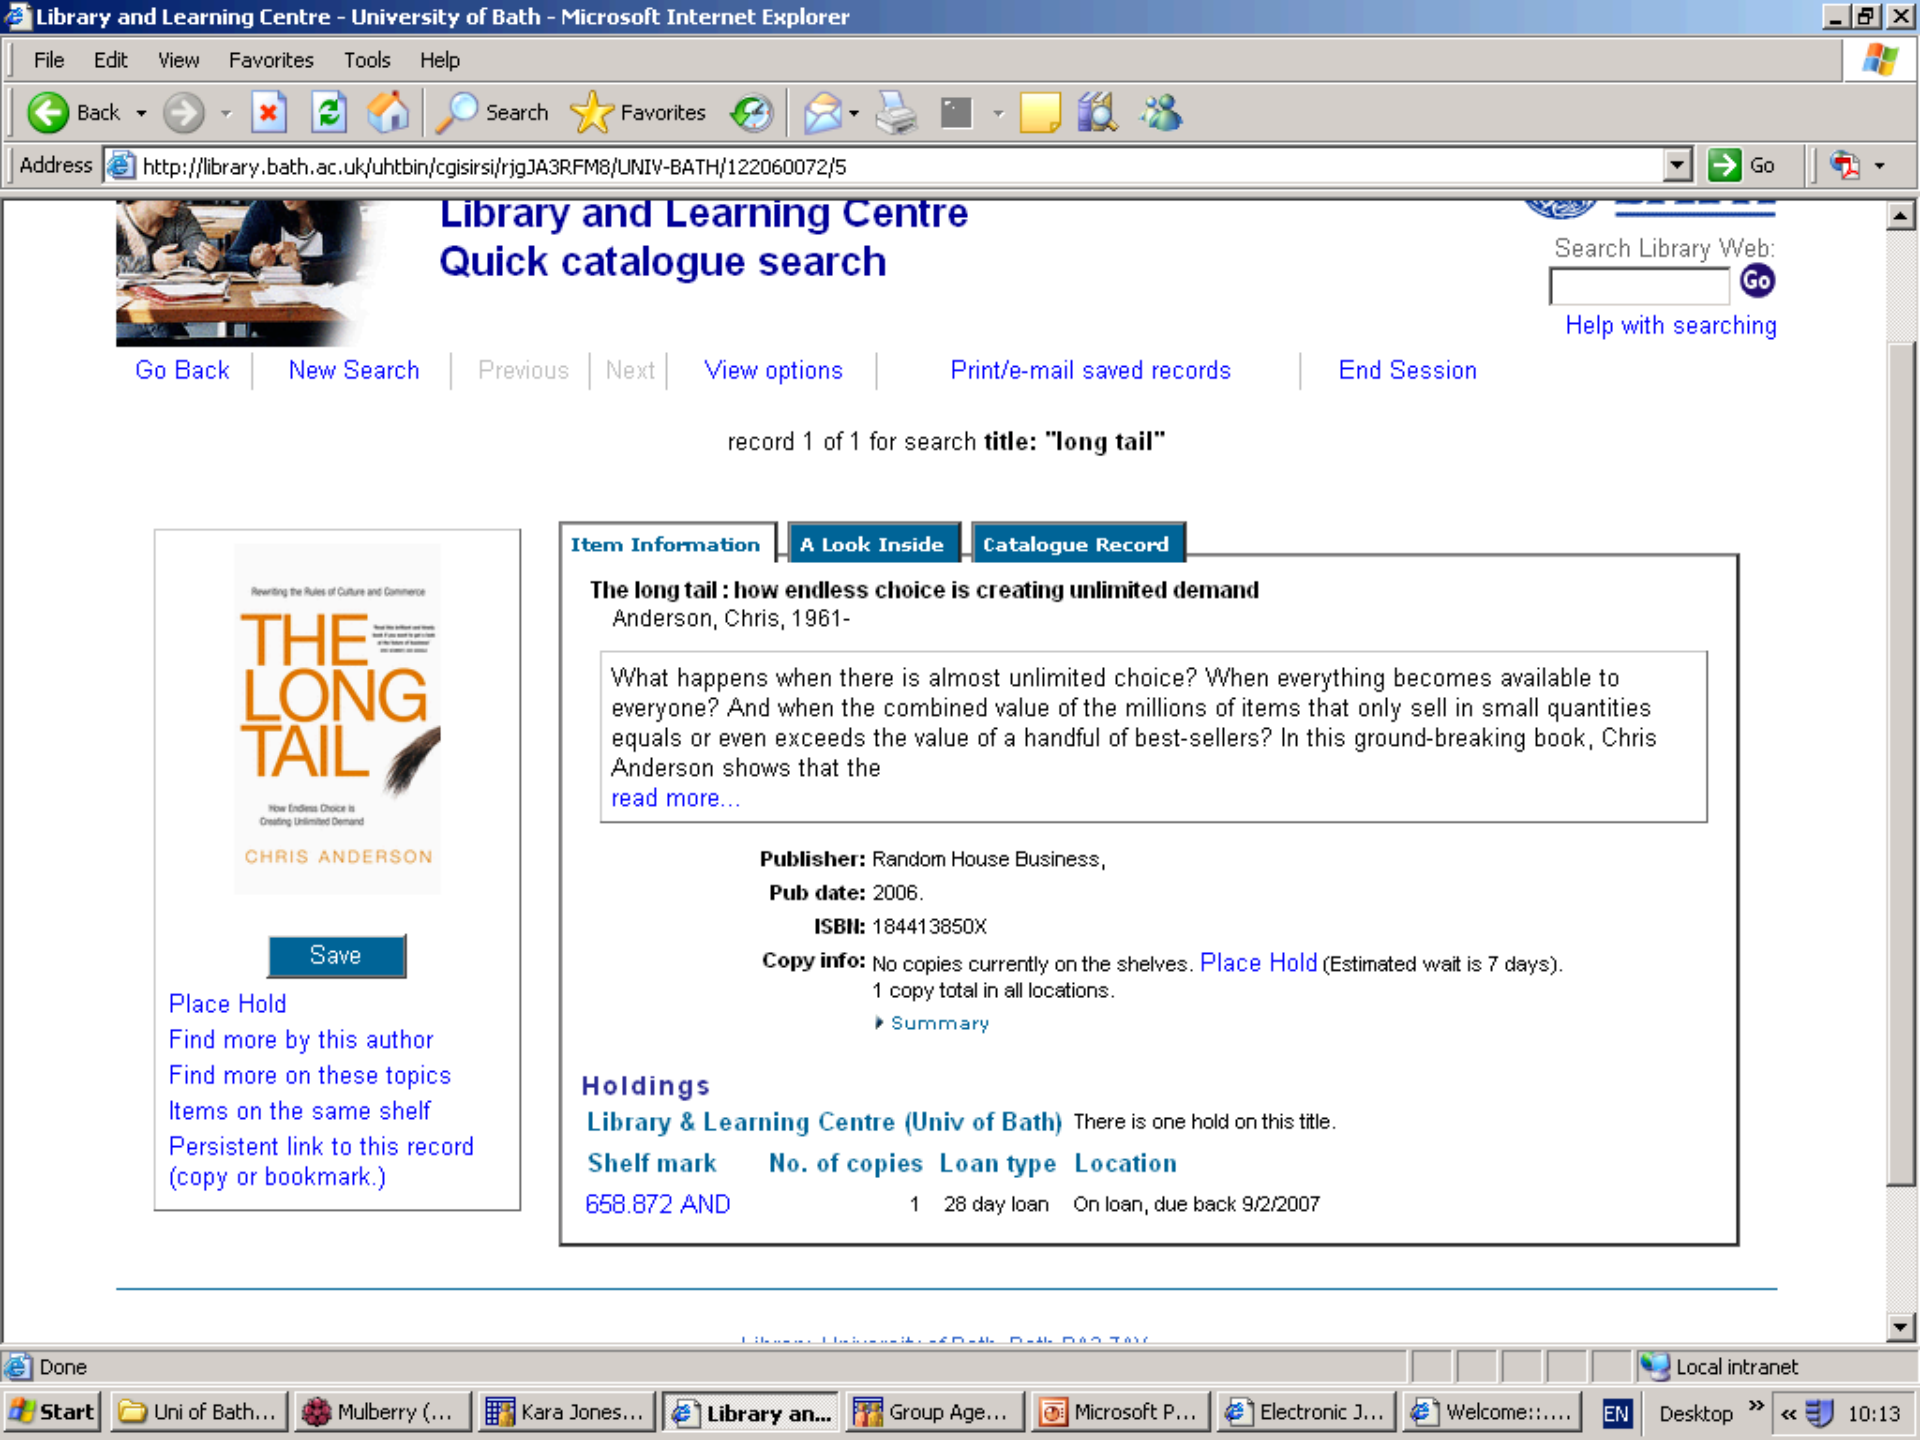 Library and Learning Centre - University of Bath - Microsoft Internet Explorer
File Edit View Favorites Tools Help
Back Search Favorites
Address http://library.bath.ac.uk/uhtbin/cgisirsi/rjgJA3RFM8/UNIV-BATH/122060072/5 Go
Library and Learning Centre
Quick catalogue search
Search Library Web:
Go
Help with searching
Go Back New Search Previous Next View options Print/e-mail saved records End Session
record 1 of 1 for search title: "long tail"
Rewriting the Rules of Culture and Commerce
THE
LONG
TAIL
How Endless Choice is
Creating Unlimited Demand
CHRIS ANDERSON
Save
Place Hold
Find more by this author
Find more on these topics
Items on the same shelf
Persistent link to this record
(copy or bookmark.)
Item Information A Look Inside Catalogue Record
The long tail : how endless choice is creating unlimited demand
Anderson, Chris, 1961-
What happens when there is almost unlimited choice? When everything becomes available to
everyone? And when the combined value of the millions of items that only sell in small quantities
equals or even exceeds the value of a handful of best-sellers? In this ground-breaking book, Chris
Anderson shows that the
read more...
Publisher: Random House Business,
Pub date: 2006.
ISBN: 184413850X
Copy info: No copies currently on the shelves. Place Hold (Estimated wait is 7 days).
1 copy total in all locations.
Summary
Holdings
Library & Learning Centre (Univ of Bath) There is one hold on this title.
Shelf mark No. of copies Loan type Location
658.872 AND 1 28 day loan On loan, due back 9/2/2007
Done Local intranet
Start Uni of Bath... Mulberry (... Kara Jones... Library an... Group Age... Microsoft P... Electronic J... Welcome::.... EN Desktop » « 10:13